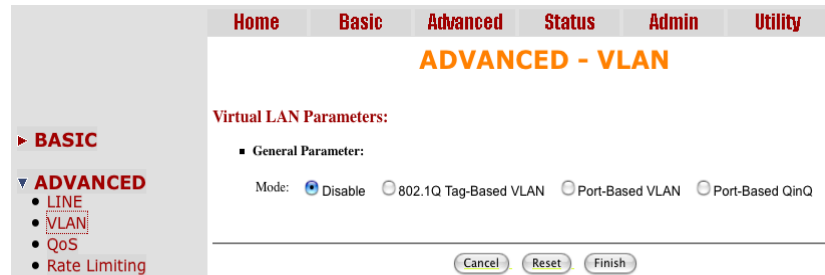 Home Basic Advanced Status Admin Utility
ADVANCED - VLAN
BASIC
ADVANCED
LINE
VLAN
QoS
Rate Limiting
Virtual LAN Parameters:
General Parameter:
Mode: Disable 802.1Q Tag-Based VLAN Port-Based VLAN Port-Based QinQ
Cancel Reset Finish